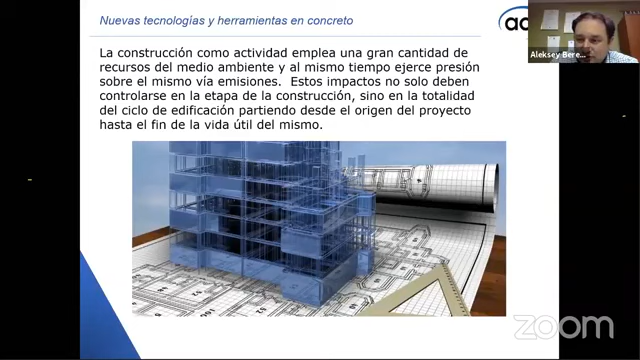 Nuevas tecnologías y herramientas en concreto
La construcción como actividad emplea una gran cantidad de
recursos del medio ambiente y al mismo tiempo ejerce presión
sobre el mismo vía emisiones. Estos impactos no solo deben
controlarse en la etapa de la construcción, sino en la totalidad
del ciclo de edificación partiendo desde el origen del proyecto
hasta el fin de la vida útil del mismo.
Aleksey Bere...
zoom